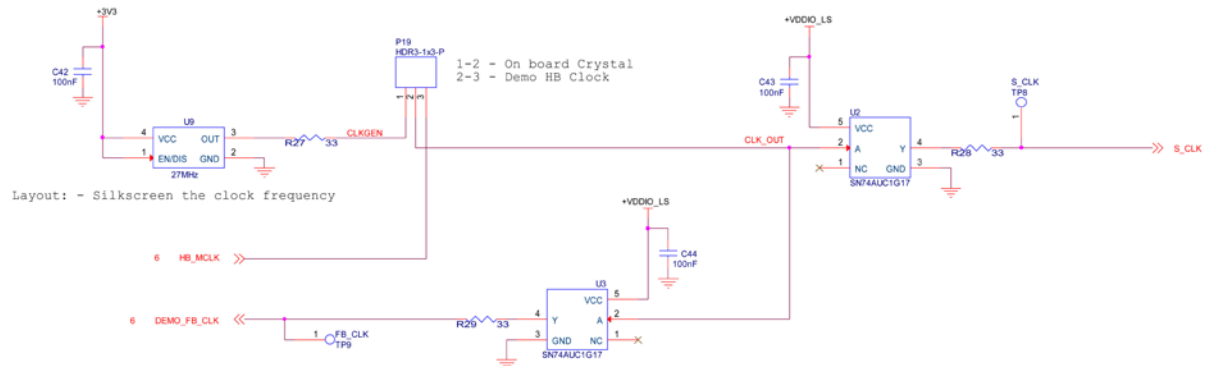 +3V3
C42
100nF
U9
4 VCC OUT 3
1 EN/DIS GND 2
27MHz
R27 33
CLKGEN
Layout: - Silkscreen the clock frequency
P19
HDR3-1x3-P
1 2 3
1-2 - On board Crystal
2-3 - Demo HB Clock
CLK_OUT
+VDDIO_LS
C43
100nF
U2
5 VCC
2 A Y 4
1 NC GND 3
SN74AUC1G17
R28 33
S_CLK
TP8
1
S_CLK
6 HB_MCLK
6 DEMO_FB_CLK
1 FB_CLK
TP9
R29 33
+VDDIO_LS
C44
100nF
U3
VCC 5
4 Y A 2
3 GND NC 1
SN74AUC1G17